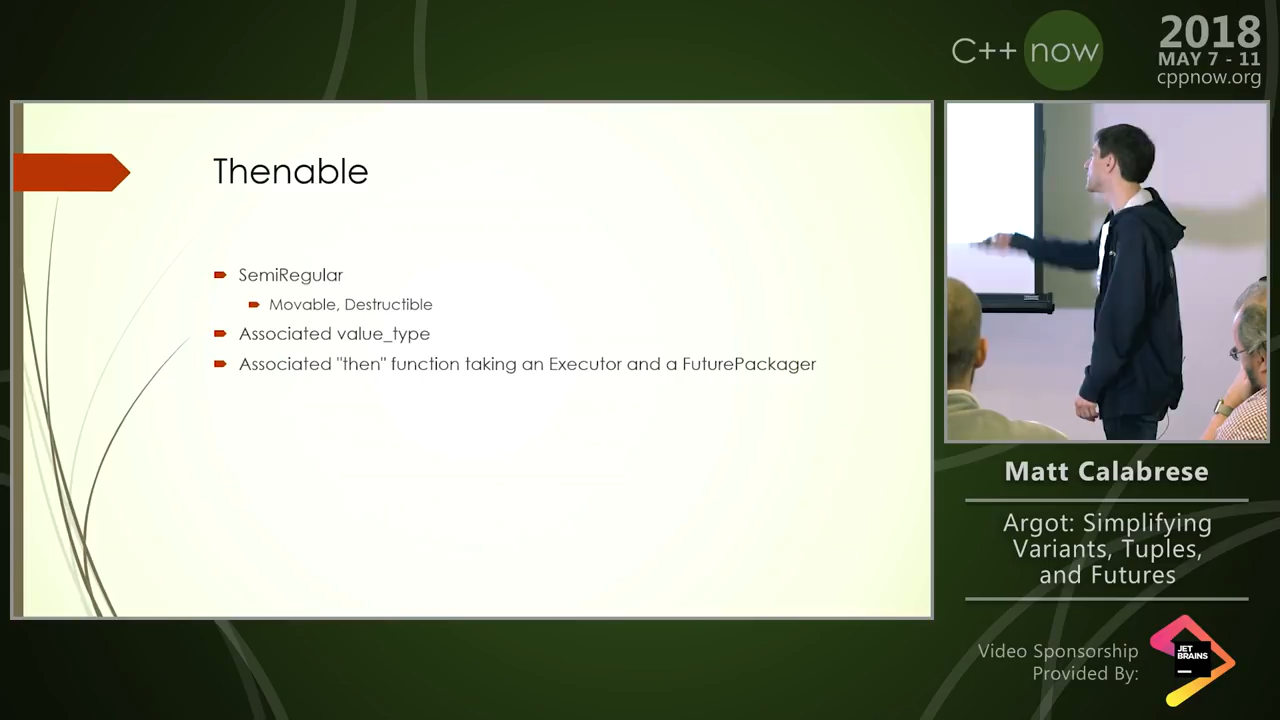 C++ now
2018
MAY 7 - 11
cppnow.org
Thenable
SemiRegular
Movable, Destructible
Associated value_type
Associated "then" function taking an Executor and a FuturePackager
Matt Calabrese
Argot: Simplifying
Variants, Tuples,
and Futures
Video Sponsorship
Provided By:
JET
BRAINS